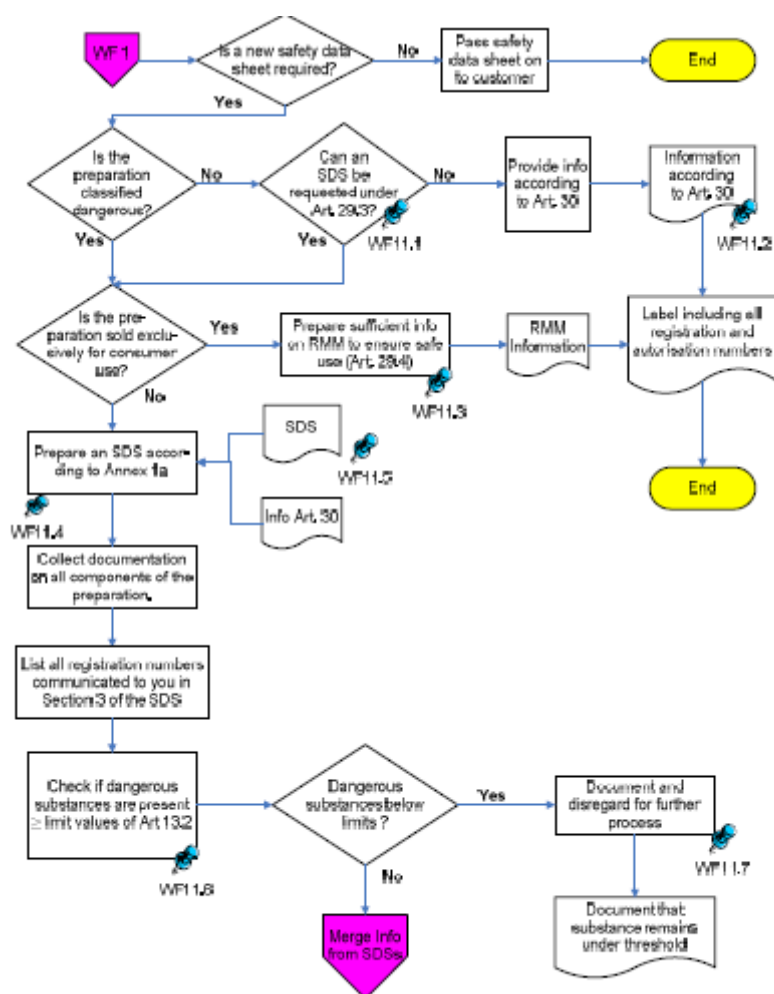 WF 1
Is a new safety data
sheet required?
No
Pass safety
data sheet on
to customer
End
Yes
Is the
preparation
classified
dangerous?
No
Can an
SDS be
requested under
Art. 29.3?
No
Provide info
according
to Art. 30
Information
according
to Art. 30
WF11.1
WF11.2
Yes
Yes
Is the pre-
paration sold exclu-
sively for consumer
use?
Yes
Prepare sufficient info
on RMM to ensure safe
use (Art. 29.4)
WF11.3
RMM
Information
Label including all
registration and
autorisation numbers
No
Prepare an SDS accor-
ding to Annex 1a
WF11.4
SDS
WF11.5
Info Art. 30
End
Collect documentation
on all components of the
preparation.
List all registration numbers
communicated to you in
Section 3 of the SDS
Check if dangerous
substances are present
≥ limit values of Art 13.2
WF11.6
Dangerous
substances below
limits ?
Yes
Document and
disregard for further
process
WF11.7
No
Merge Info
from SDSs
Document that
substance remains
under threshold